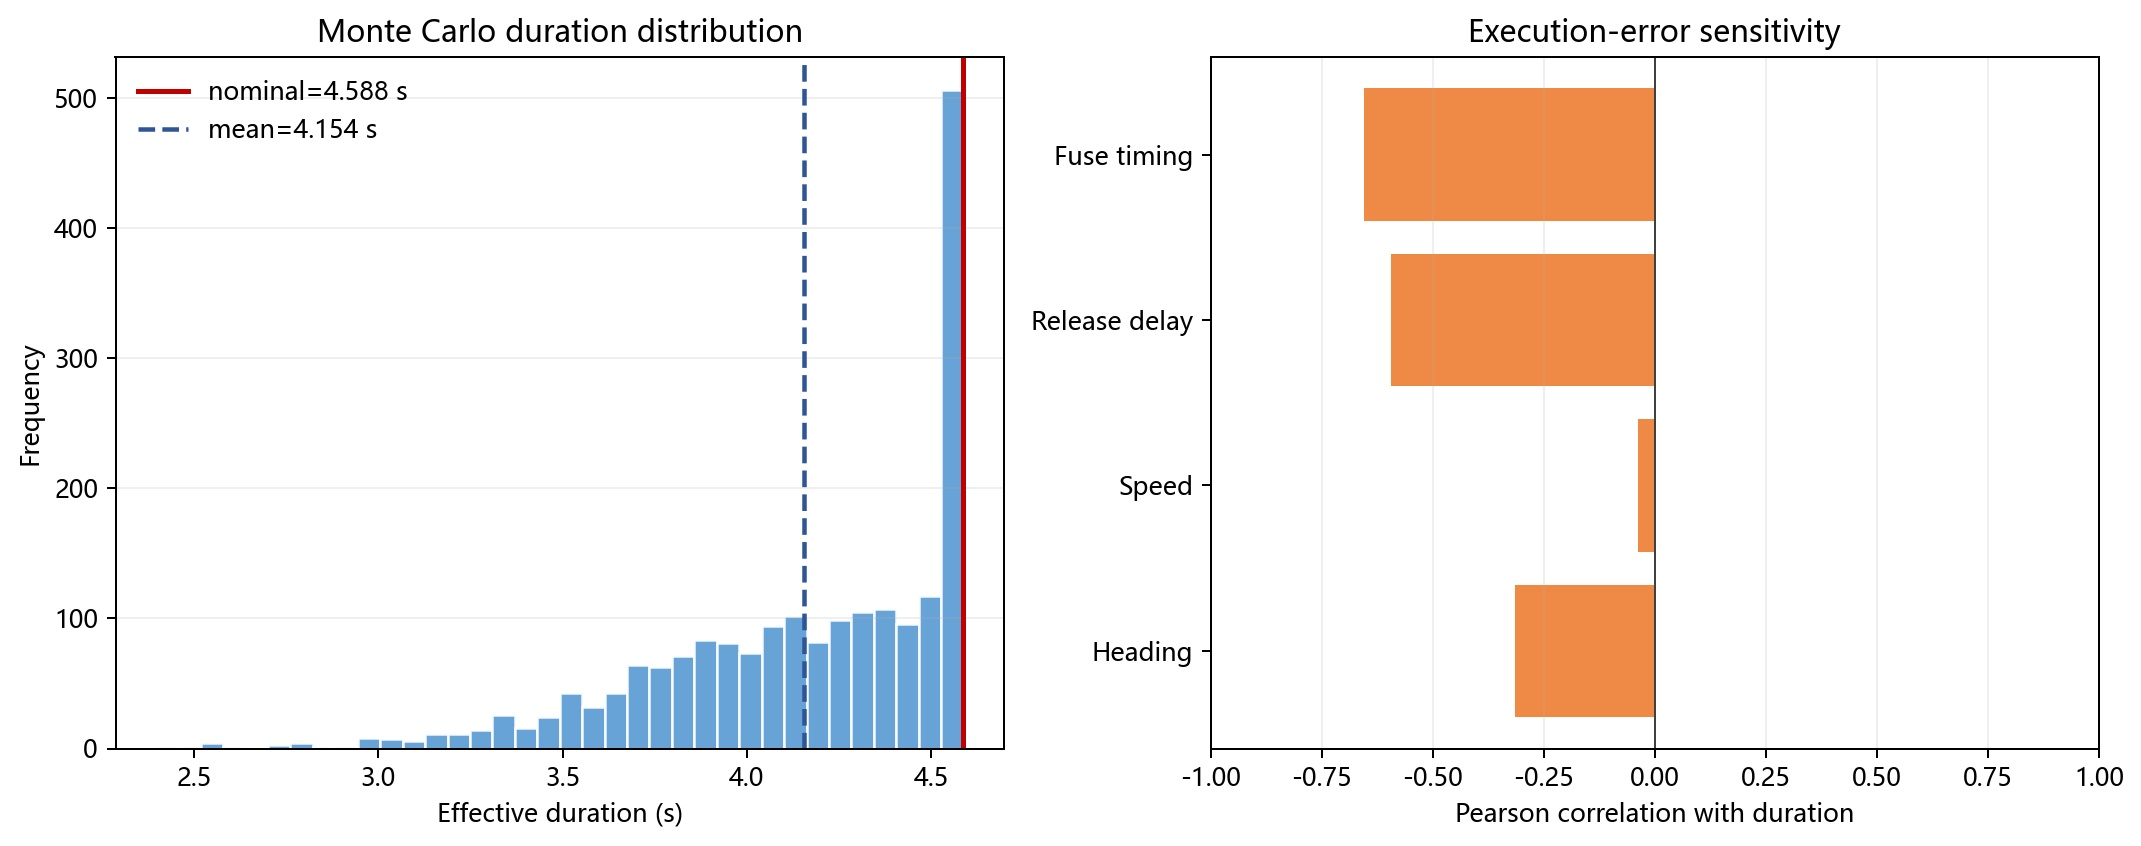 Monte Carlo duration distribution
nominal=4.588 s
mean=4.154 s
Frequency
500
400
300
200
100
0
2.5 3.0 3.5 4.0 4.5
Effective duration (s)
Execution-error sensitivity
Fuse timing
Release delay
Speed
Heading
-1.00 -0.75 -0.50 -0.25 0.00 0.25 0.50 0.75 1.00
Pearson correlation with duration